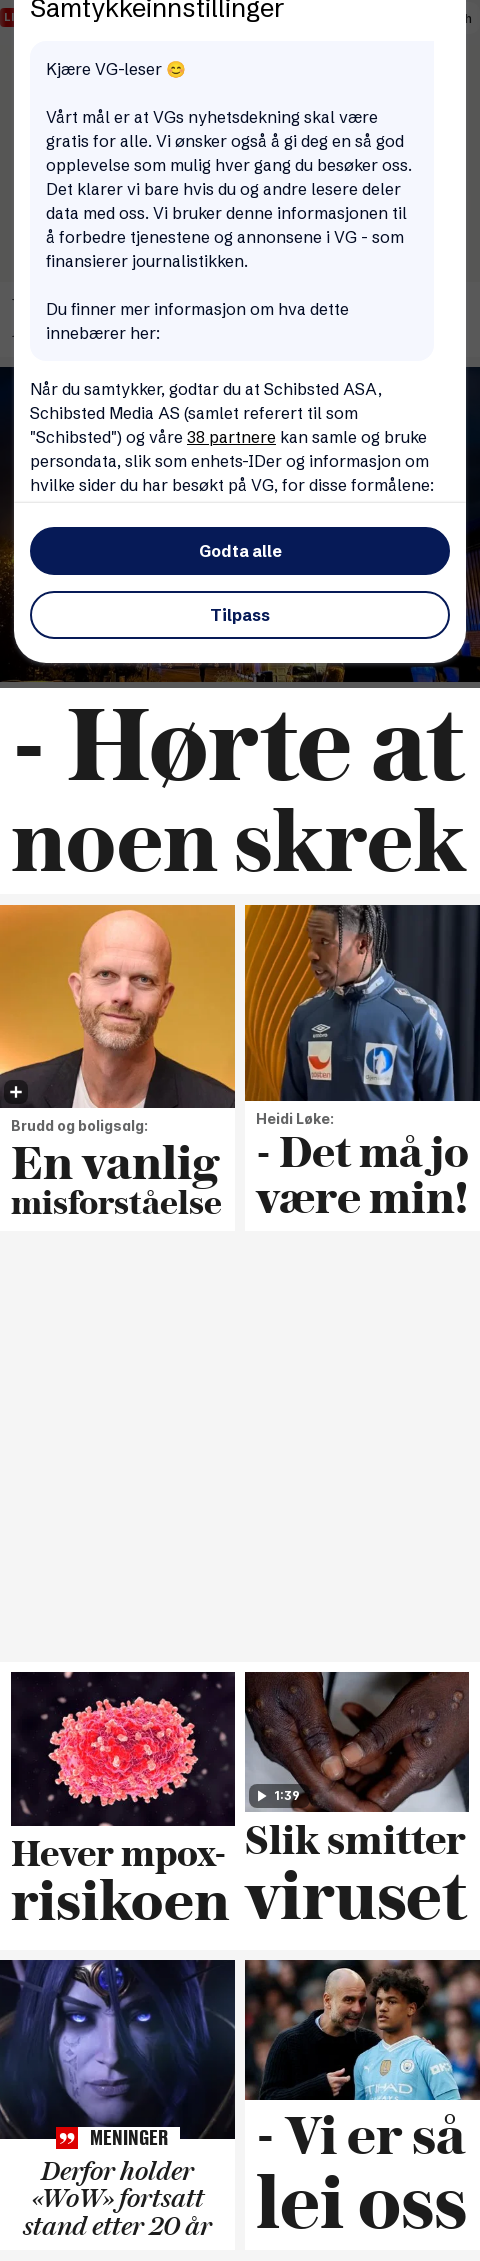 Samtykkeinnstillinger
Kjære VG-leser 😊
Vårt mål er at VGs nyhetsdekning skal være
gratis for alle. Vi ønsker også å gi deg en så god
opplevelse som mulig hver gang du besøker oss.
Det klarer vi bare hvis du og andre lesere deler
data med oss. Vi bruker denne informasjonen til
å forbedre tjenestene og annonsene i VG - som
finansierer journalistikken.
Du finner mer informasjon om hva dette
innebærer her:
Når du samtykker, godtar du at Schibsted ASA,
Schibsted Media AS (samlet referert til som
"Schibsted") og våre 38 partnere kan samle og bruke
persondata, slik som enhets-IDer og informasjon om
hvilke sider du har besøkt på VG, for disse formålene:
Godta alle
Tilpass
- Hørte at
noen skrek
Brudd og boligsalg:
En vanlig
misforståelse
Heidi Løke:
- Det må jo
være min!
Hever mpox-
risikoen
1:39
Slik smitter
viruset
MENINGER
Derfor holder
«WoW» fortsatt
stand etter 20 år
- Vi er så
lei oss